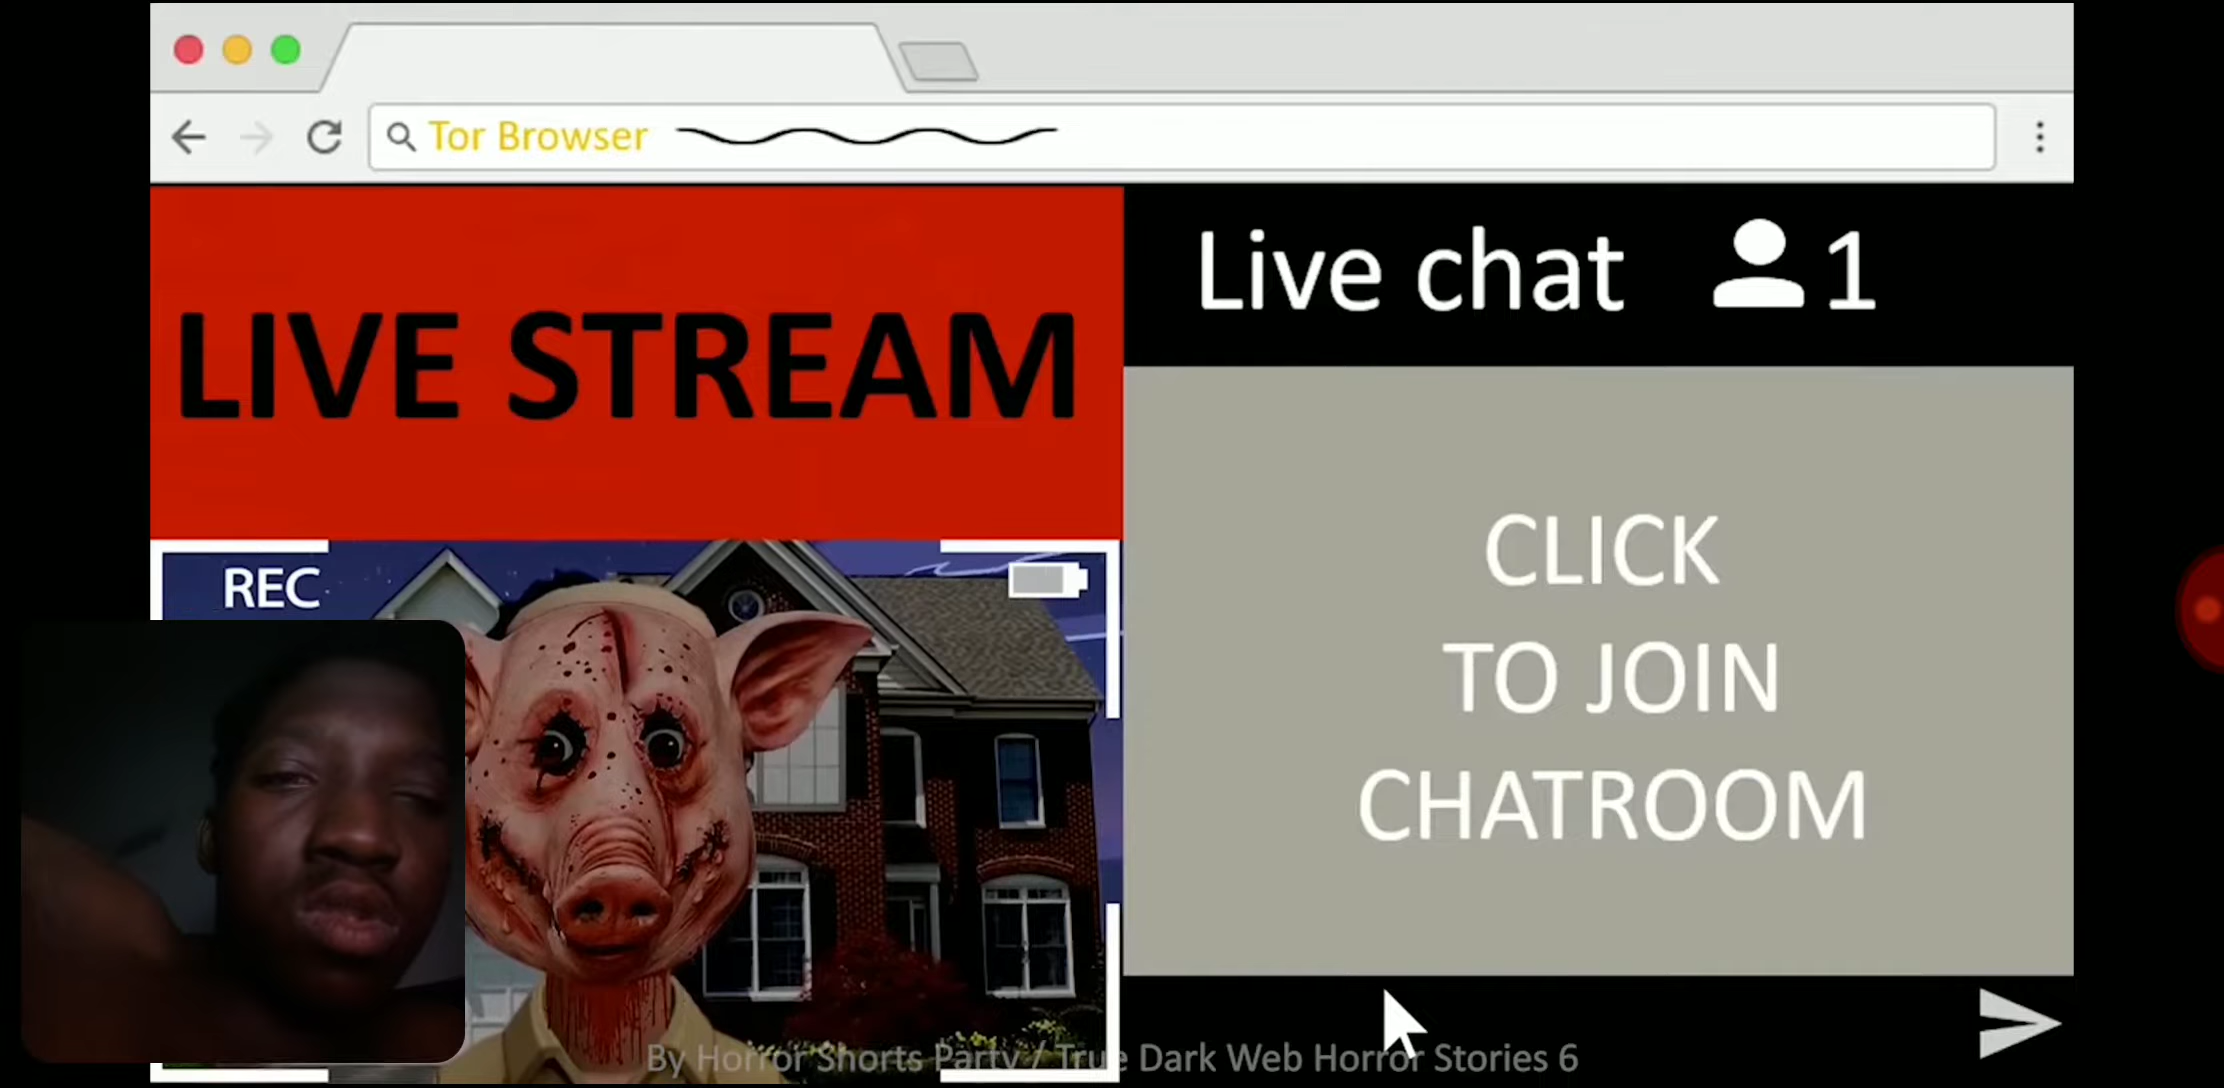 Tor Browser
LIVE STREAM
Live chat 1
REC
CLICK
TO JOIN
CHATROOM
By Horror Shorts Party / True Dark Web Horror Stories 6